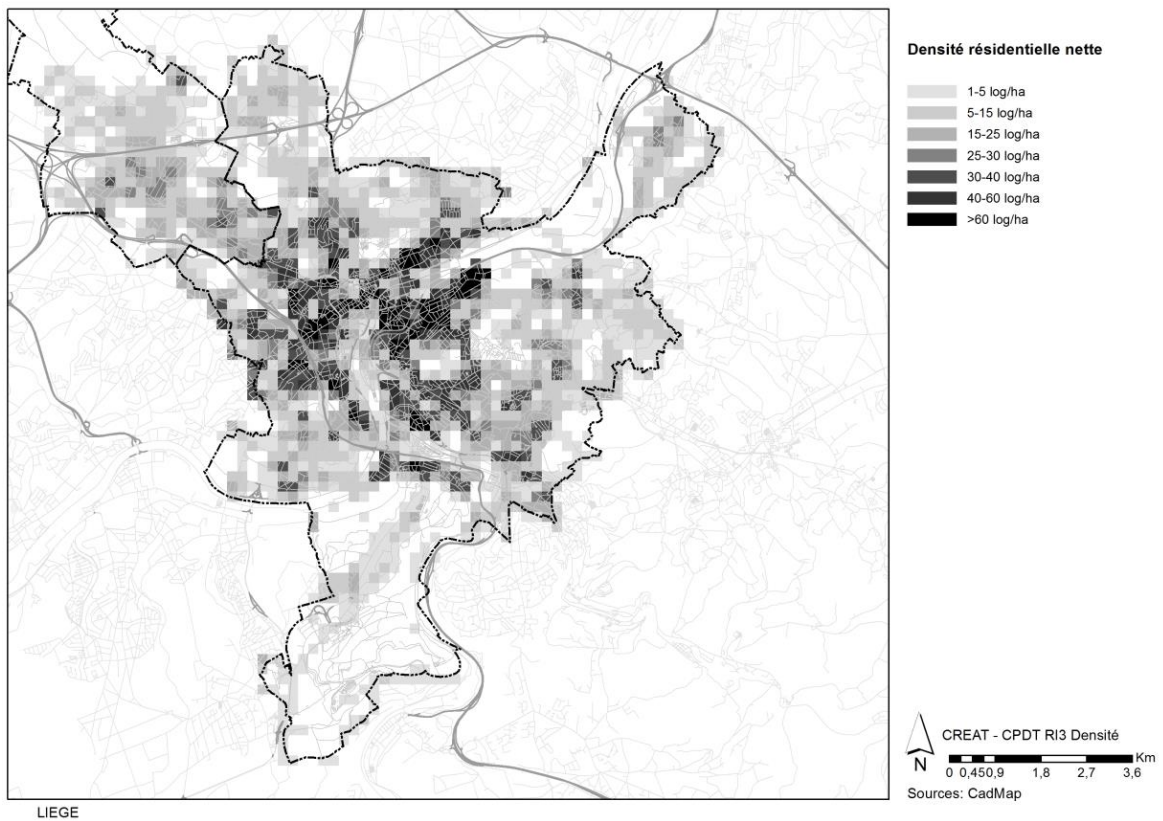 Densité résidentielle nette
1-5 log/ha
5-15 log/ha
15-25 log/ha
25-30 log/ha
30-40 log/ha
40-60 log/ha
>60 log/ha
CREAT - CPDT RI3 Densité
N
Km
0 0,450,9 1,8 2,7 3,6
Sources: CadMap
LIEGE